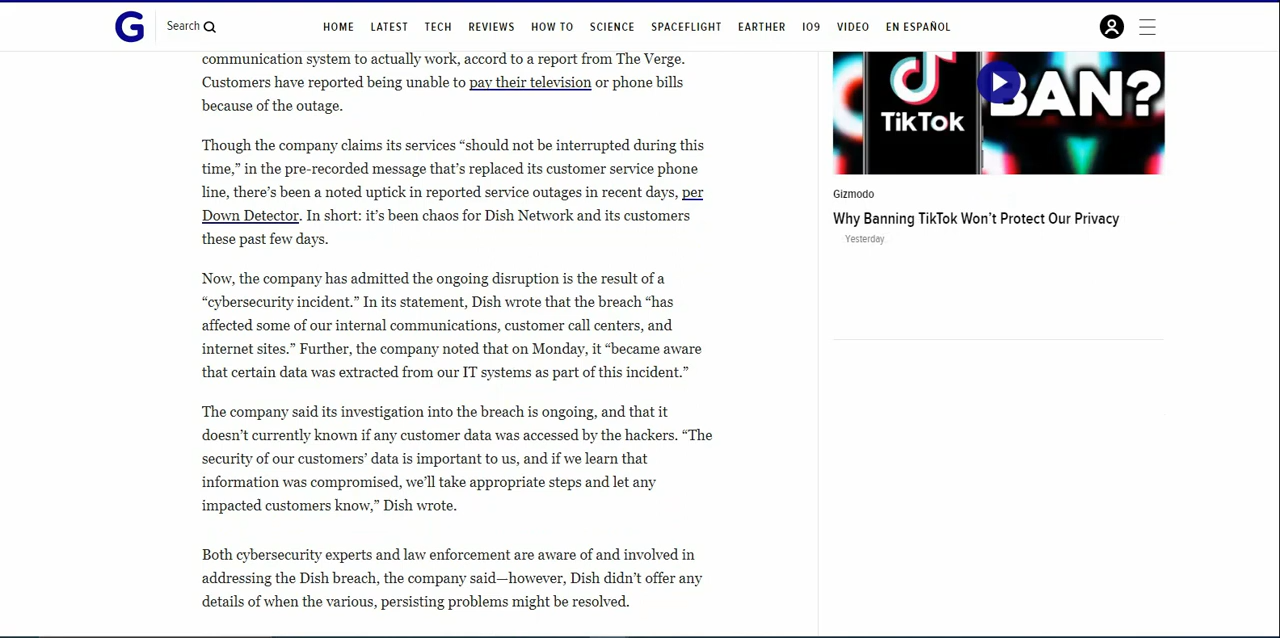 G
Search
HOME LATEST TECH REVIEWS HOW TO SCIENCE SPACEFLIGHT EARTHER IO9 VIDEO EN ESPAÑOL
communication system to actually work, accord to a report from The Verge.
Customers have reported being unable to pay their television or phone bills
because of the outage.
Though the company claims its services “should not be interrupted during this
time,” in the pre-recorded message that’s replaced its customer service phone
line, there’s been a noted uptick in reported service outages in recent days, per
Down Detector. In short: it’s been chaos for Dish Network and its customers
these past few days.
Now, the company has admitted the ongoing disruption is the result of a
“cybersecurity incident.” In its statement, Dish wrote that the breach “has
affected some of our internal communications, customer call centers, and
internet sites.” Further, the company noted that on Monday, it “became aware
that certain data was extracted from our IT systems as part of this incident.”
The company said its investigation into the breach is ongoing, and that it
doesn’t currently known if any customer data was accessed by the hackers. “The
security of our customers’ data is important to us, and if we learn that
information was compromised, we’ll take appropriate steps and let any
impacted customers know,” Dish wrote.
Both cybersecurity experts and law enforcement are aware of and involved in
addressing the Dish breach, the company said—however, Dish didn’t offer any
details of when the various, persisting problems might be resolved.
TikTok
BAN?
Gizmodo
Why Banning TikTok Won’t Protect Our Privacy
Yesterday